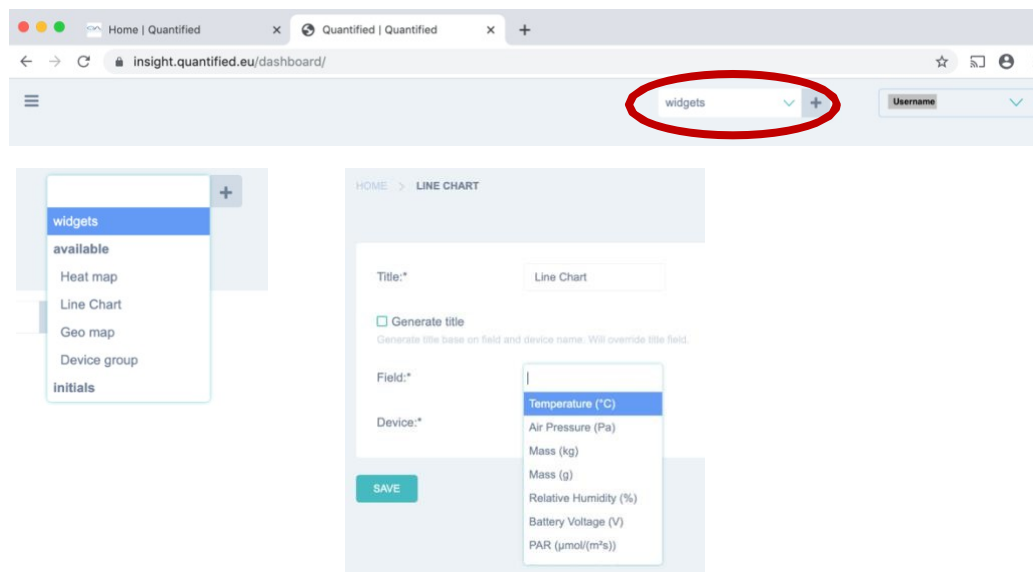 Home | Quantified
Quantified | Quantified
insight.quantified.eu/dashboard/
widgets
+
Username
+
widgets
available
Heat map
Line Chart
Geo map
Device group
initials
HOME > LINE CHART
Title:* Line Chart
Generate title
Generate title base on field and device name. Will override title field.
Field:*
Temperature (°C)
Device:*
Air Pressure (Pa)
Mass (kg)
Mass (g)
SAVE
Relative Humidity (%)
Battery Voltage (V)
PAR (μmol/(m²s))